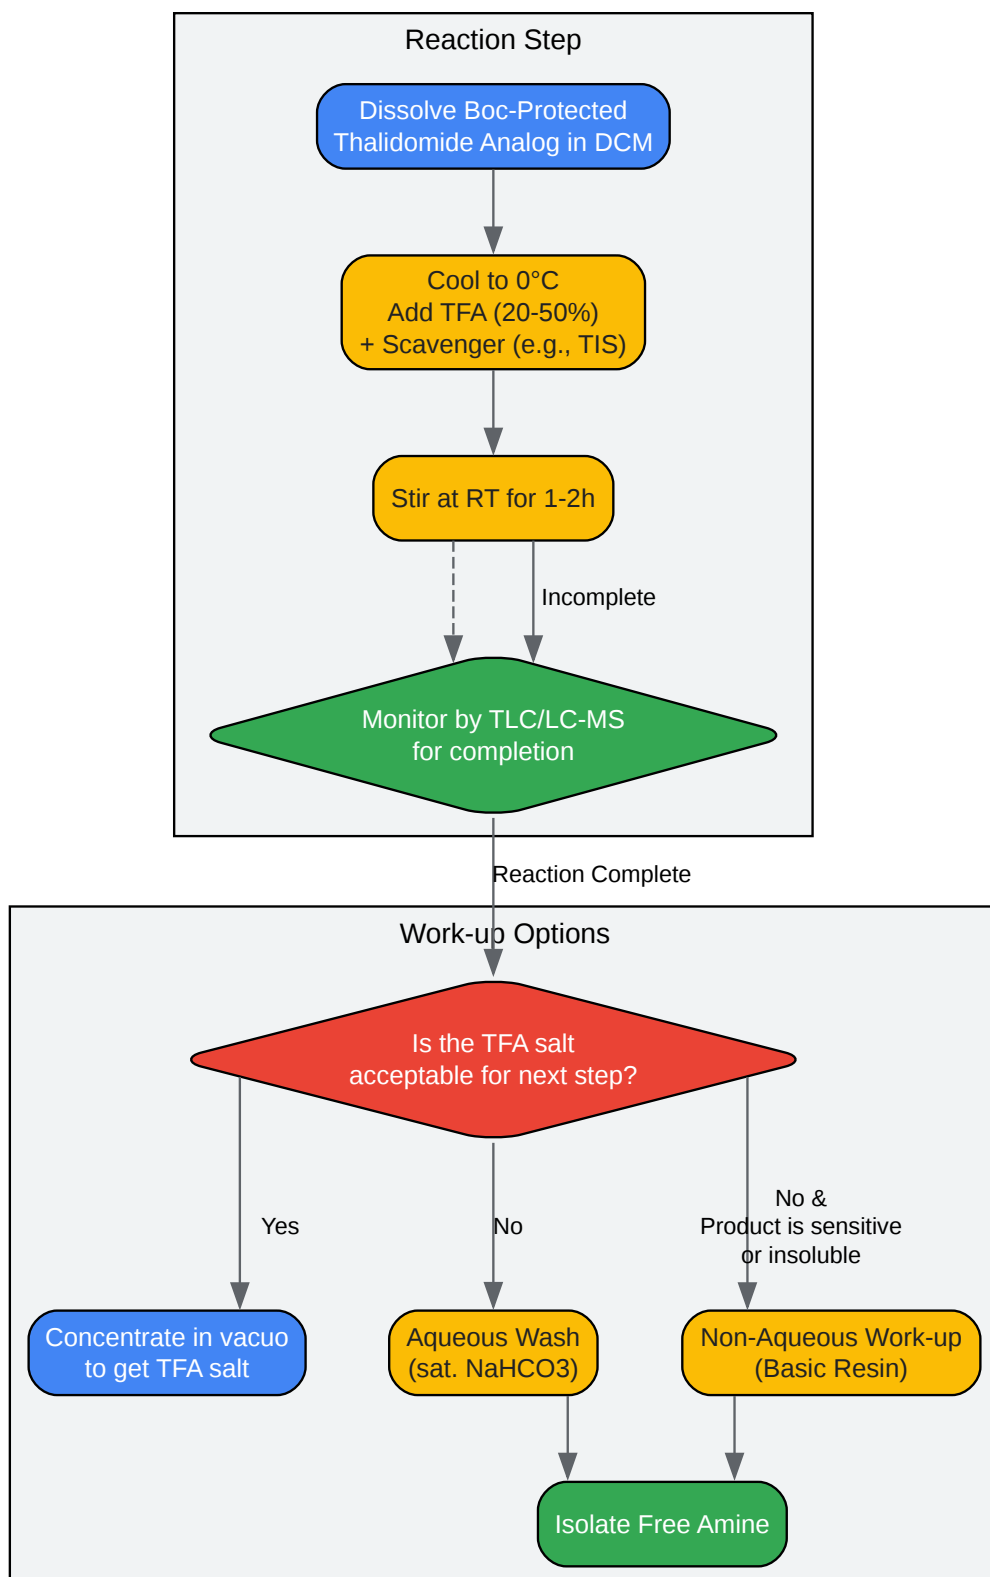 Reaction Step
Dissolve Boc-Protected
Thalidomide Analog in DCM
Cool to 0°C
Add TFA (20-50%)
+ Scavenger (e.g., TIS)
Stir at RT for 1-2h
Incomplete
Monitor by TLC/LC-MS
for completion
Reaction Complete
Work-up Options
Is the TFA salt
acceptable for next step?
Yes
No
No &
Product is sensitive
or insoluble
Concentrate in vacuo
to get TFA salt
Aqueous Wash
(sat. NaHCO3)
Non-Aqueous Work-up
(Basic Resin)
Isolate Free Amine